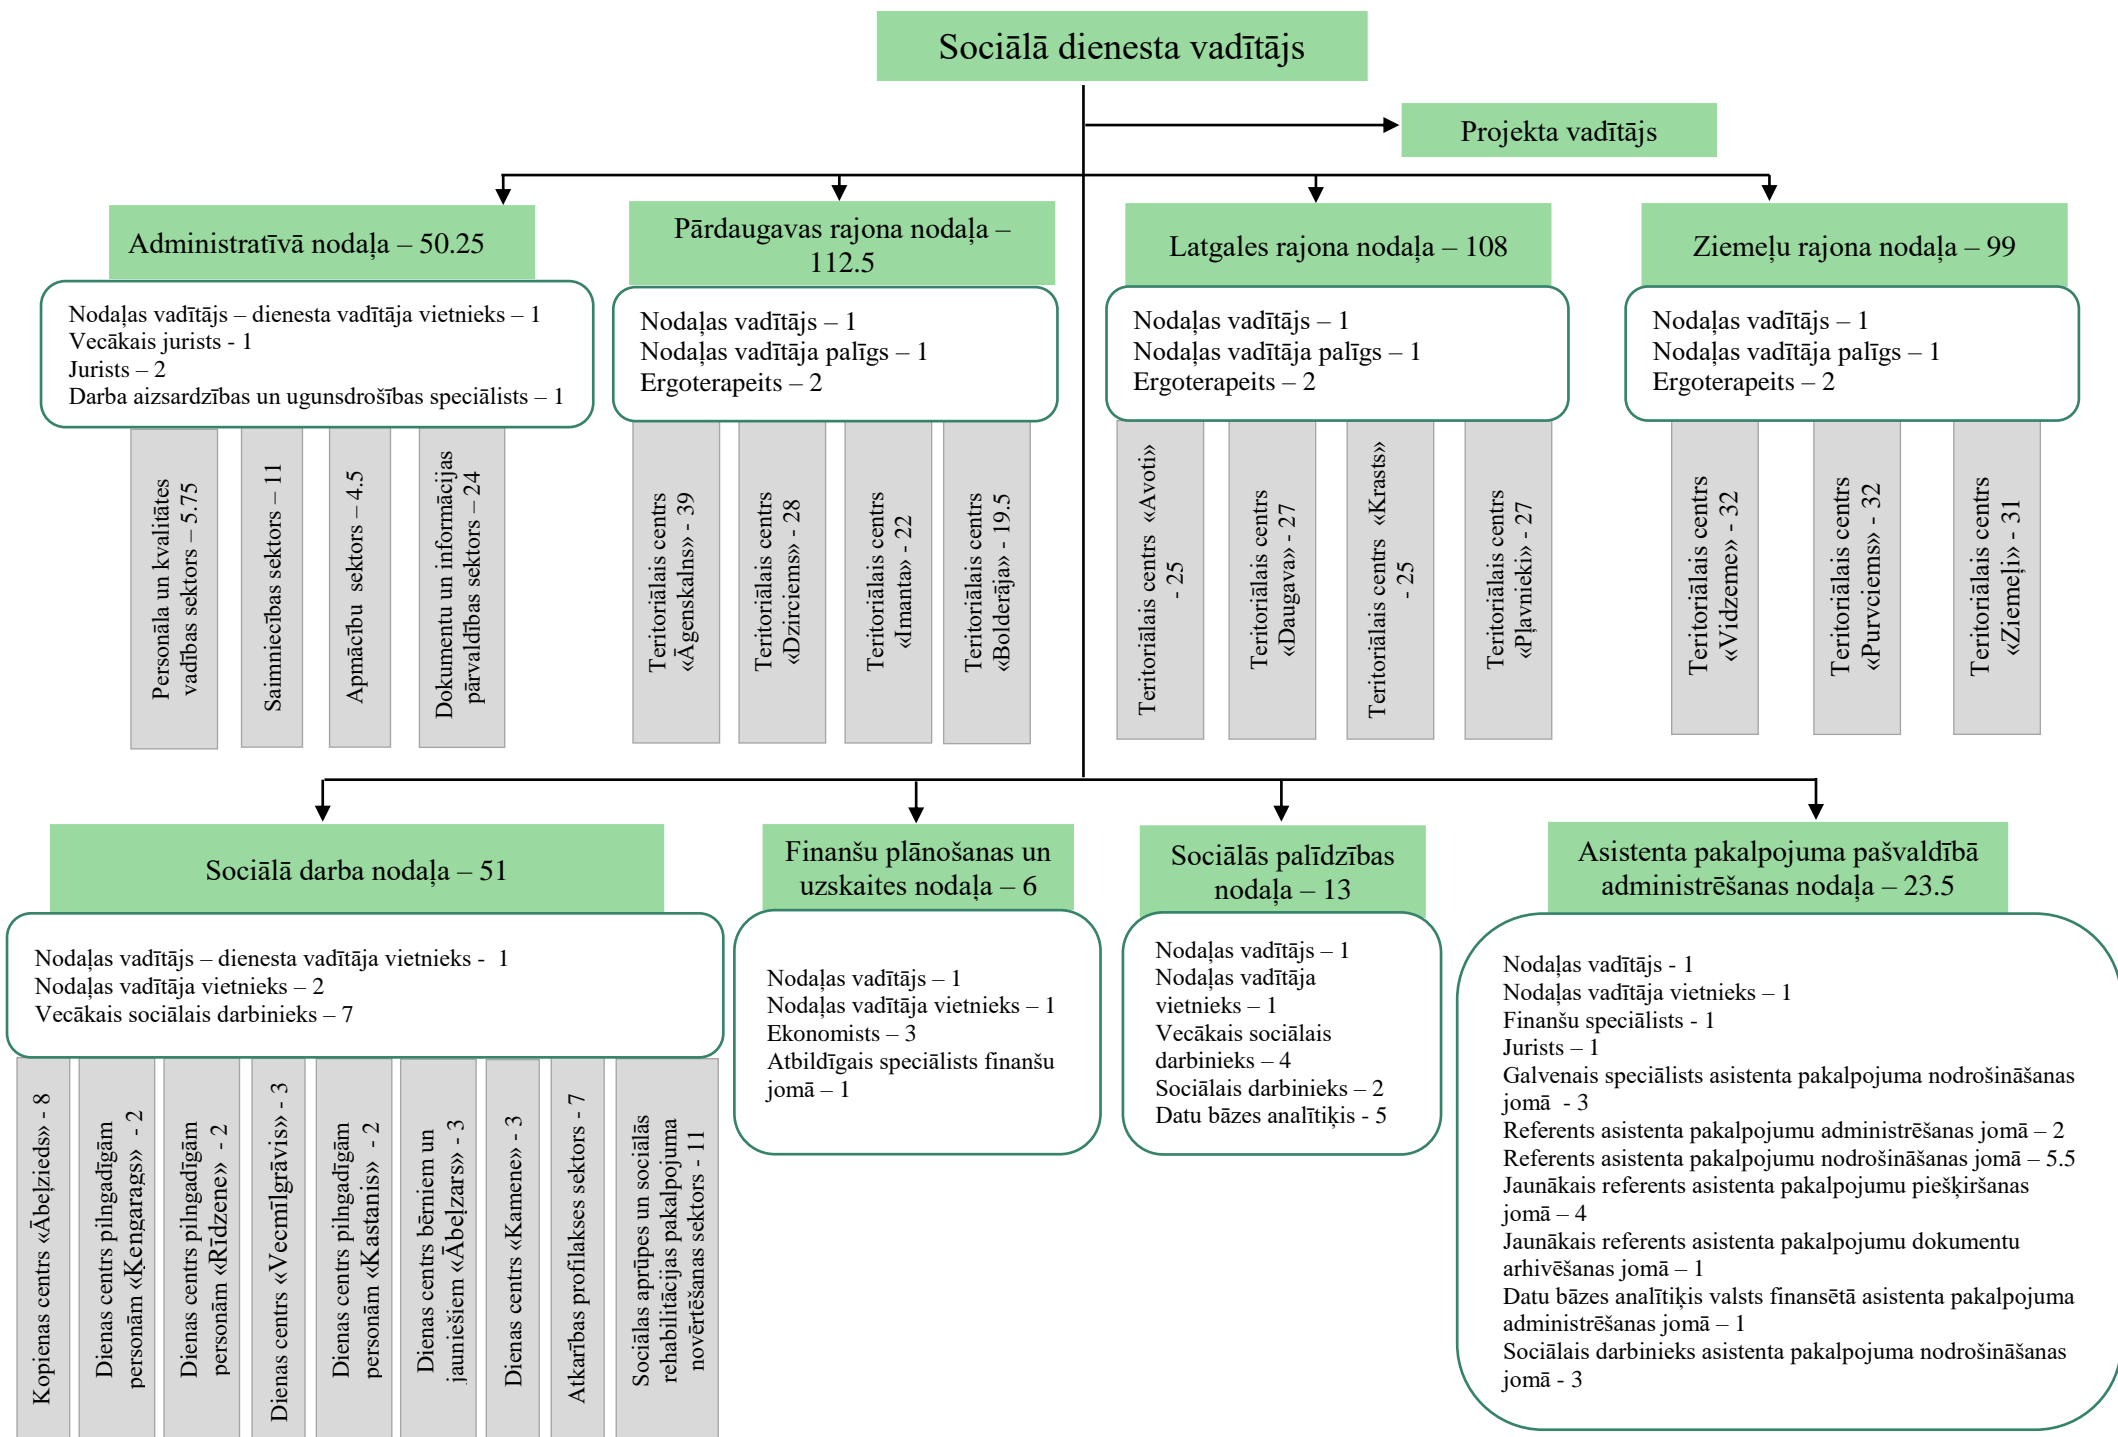 Sociālā dienesta vadītājs
Projekta vadītājs
Administratīvā nodaļa – 50.25
Nodaļas vadītājs – dienesta vadītāja vietnieks – 1
Vecākais jurists - 1
Jurists – 2
Darba aizsardzības un ugunsdrošības speciālists – 1
Personāla un kvalitātes
vadības sektors – 5.75
Saimniecības sektors – 11
Apmācību sektors – 4.5
Dokumentu un informācijas
pārvaldības sektors – 24
Pārdaugavas rajona nodaļa –
112.5
Nodaļas vadītājs – 1
Nodaļas vadītāja palīgs – 1
Ergoterapeits – 2
Teritoriālais centrs
«Āgenskalns» - 39
Teritoriālais centrs
«Dzirciems» - 28
Teritoriālais centrs
«Imanta» - 22
Teritoriālais centrs
«Bolderāja» - 19.5
Latgales rajona nodaļa – 108
Nodaļas vadītājs – 1
Nodaļas vadītāja palīgs – 1
Ergoterapeits – 2
Teritoriālais centrs «Avoti»
- 25
Teritoriālais centrs
«Daugava» - 27
Teritoriālais centrs «Krasts»
- 25
Teritoriālais centrs
«Pļavnieki» - 27
Ziemeļu rajona nodaļa – 99
Nodaļas vadītājs – 1
Nodaļas vadītāja palīgs – 1
Ergoterapeits – 2
Teritoriālais centrs
«Vidzeme» - 32
Teritoriālais centrs
«Purvciems» - 32
Teritoriālais centrs
«Ziemeļi» - 31
Sociālā darba nodaļa – 51
Nodaļas vadītājs – dienesta vadītāja vietnieks - 1
Nodaļas vadītāja vietnieks – 2
Vecākais sociālais darbinieks – 7
Kopienas centrs «Ābeļzieds» - 8
Dienas centrs pilngadīgām
personām «Ķengarags» - 2
Dienas centrs pilngadīgām
personām «Rīdzene» - 2
Dienas centrs «Vecmīlgrāvis» - 3
Dienas centrs pilngadīgām
personām «Kastanis» - 2
Dienas centrs bērniem un
jauniešiem «Ābeļzars» - 3
Dienas centrs «Kamene» - 3
Atkarības profilakses sektors - 7
Sociālas aprūpes un sociālās
rehabilitācijas pakalpojuma
novērtēšanas sektors - 11
Finanšu plānošanas un
uzskaites nodaļa – 6
Nodaļas vadītājs – 1
Nodaļas vadītāja vietnieks – 1
Ekonomists – 3
Atbildīgais speciālists finanšu
jomā – 1
Sociālās palīdzības
nodaļa – 13
Nodaļas vadītājs – 1
Nodaļas vadītāja
vietnieks – 1
Vecākais sociālais
darbinieks – 4
Sociālais darbinieks – 2
Datu bāzes analītiķis - 5
Asistenta pakalpojuma pašvaldībā
administrēšanas nodaļa – 23.5
Nodaļas vadītājs - 1
Nodaļas vadītāja vietnieks – 1
Finanšu speciālists - 1
Jurists – 1
Galvenais speciālists asistenta pakalpojuma nodrošināšanas
jomā - 3
Referents asistenta pakalpojumu administrēšanas jomā – 2
Referents asistenta pakalpojumu nodrošināšanas jomā – 5.5
Jaunākais referents asistenta pakalpojumu piešķiršanas
jomā – 4
Jaunākais referents asistenta pakalpojumu dokumentu
arhivēšanas jomā – 1
Datu bāzes analītiķis valsts finansētā asistenta pakalpojuma
administrēšanas jomā – 1
Sociālais darbinieks asistenta pakalpojuma nodrošināšanas
jomā - 3